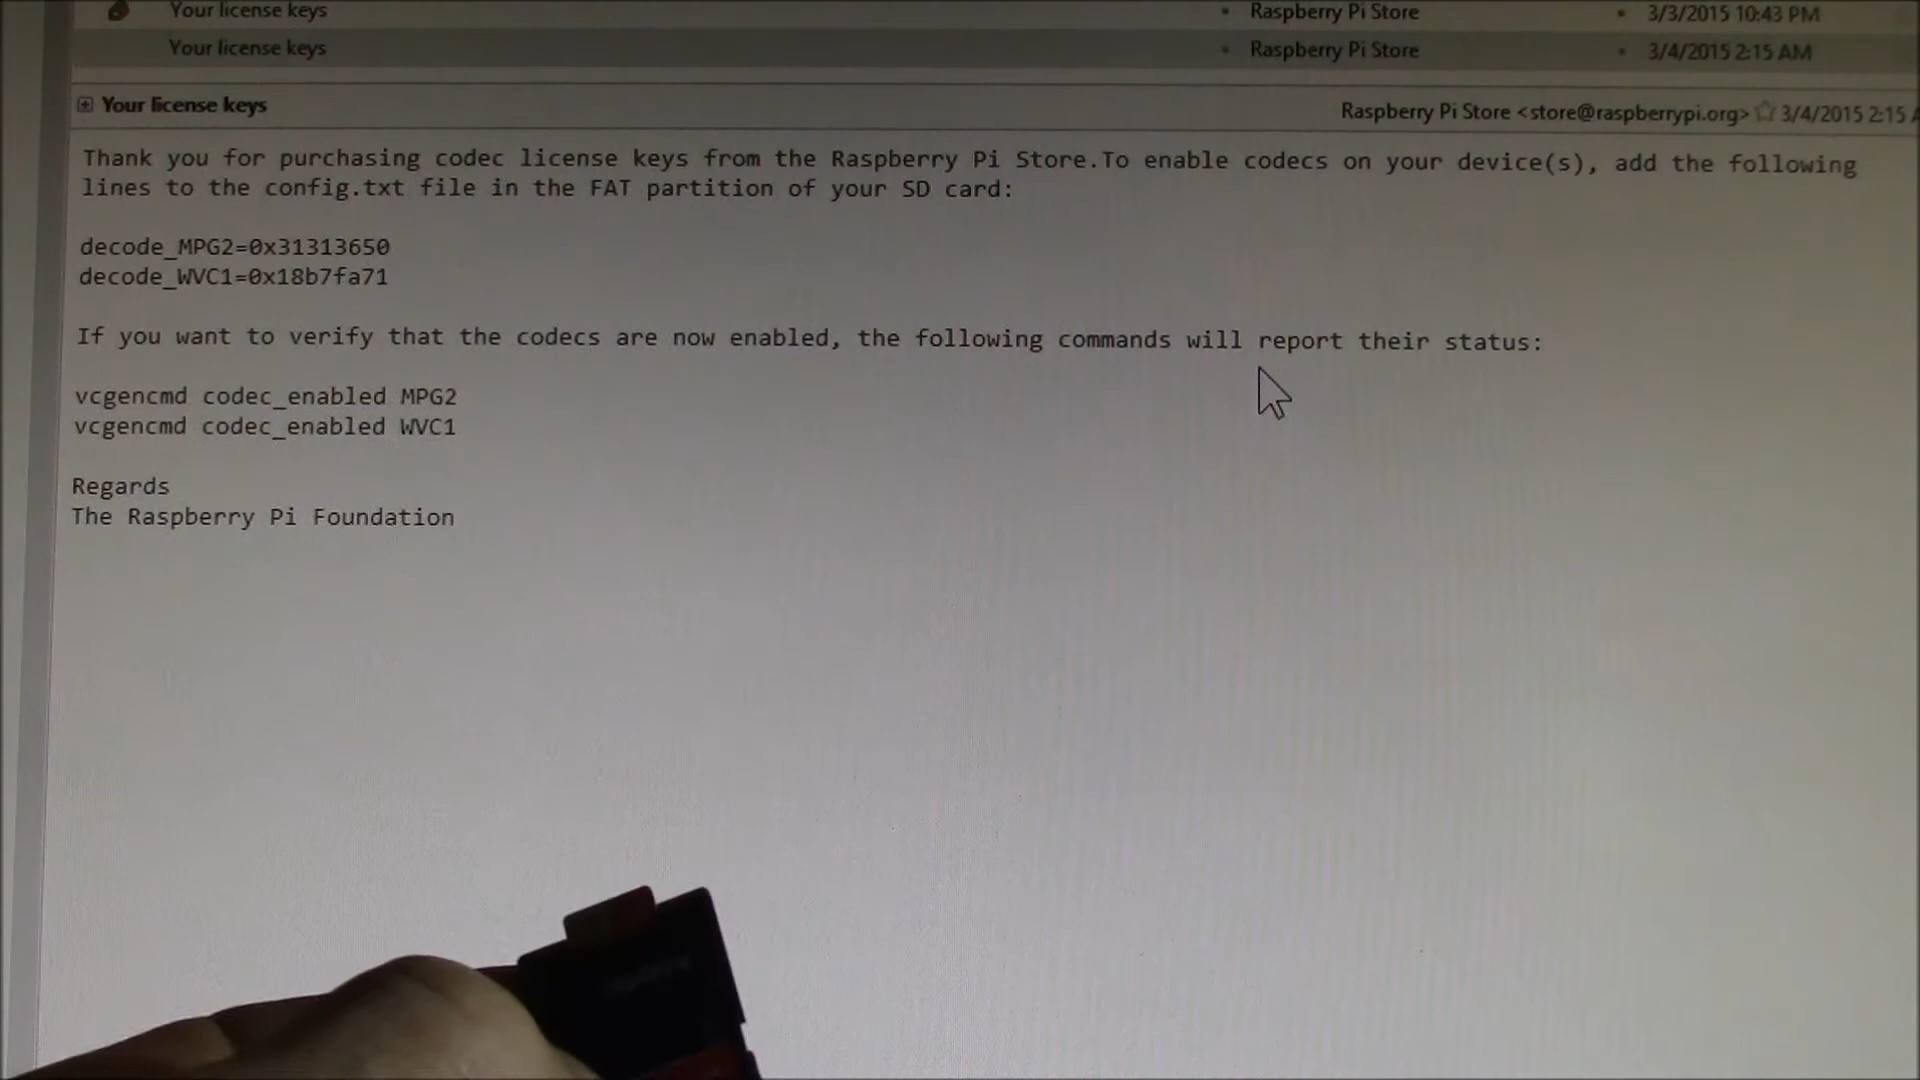 Your license keys Raspberry Pi Store 3/3/2015 10:43 PM
Your license keys Raspberry Pi Store 3/4/2015 2:15 AM
Your license keys Raspberry Pi Store <store@raspberrypi.org> 3/4/2015 2:15 A
Thank you for purchasing codec license keys from the Raspberry Pi Store.To enable codecs on your device(s), add the following
lines to the config.txt file in the FAT partition of your SD card:
decode_MPG2=0x31313650
decode_WVC1=0x18b7fa71
If you want to verify that the codecs are now enabled, the following commands will report their status:
vcgencmd codec_enabled MPG2
vcgencmd codec_enabled WVC1
Regards
The Raspberry Pi Foundation